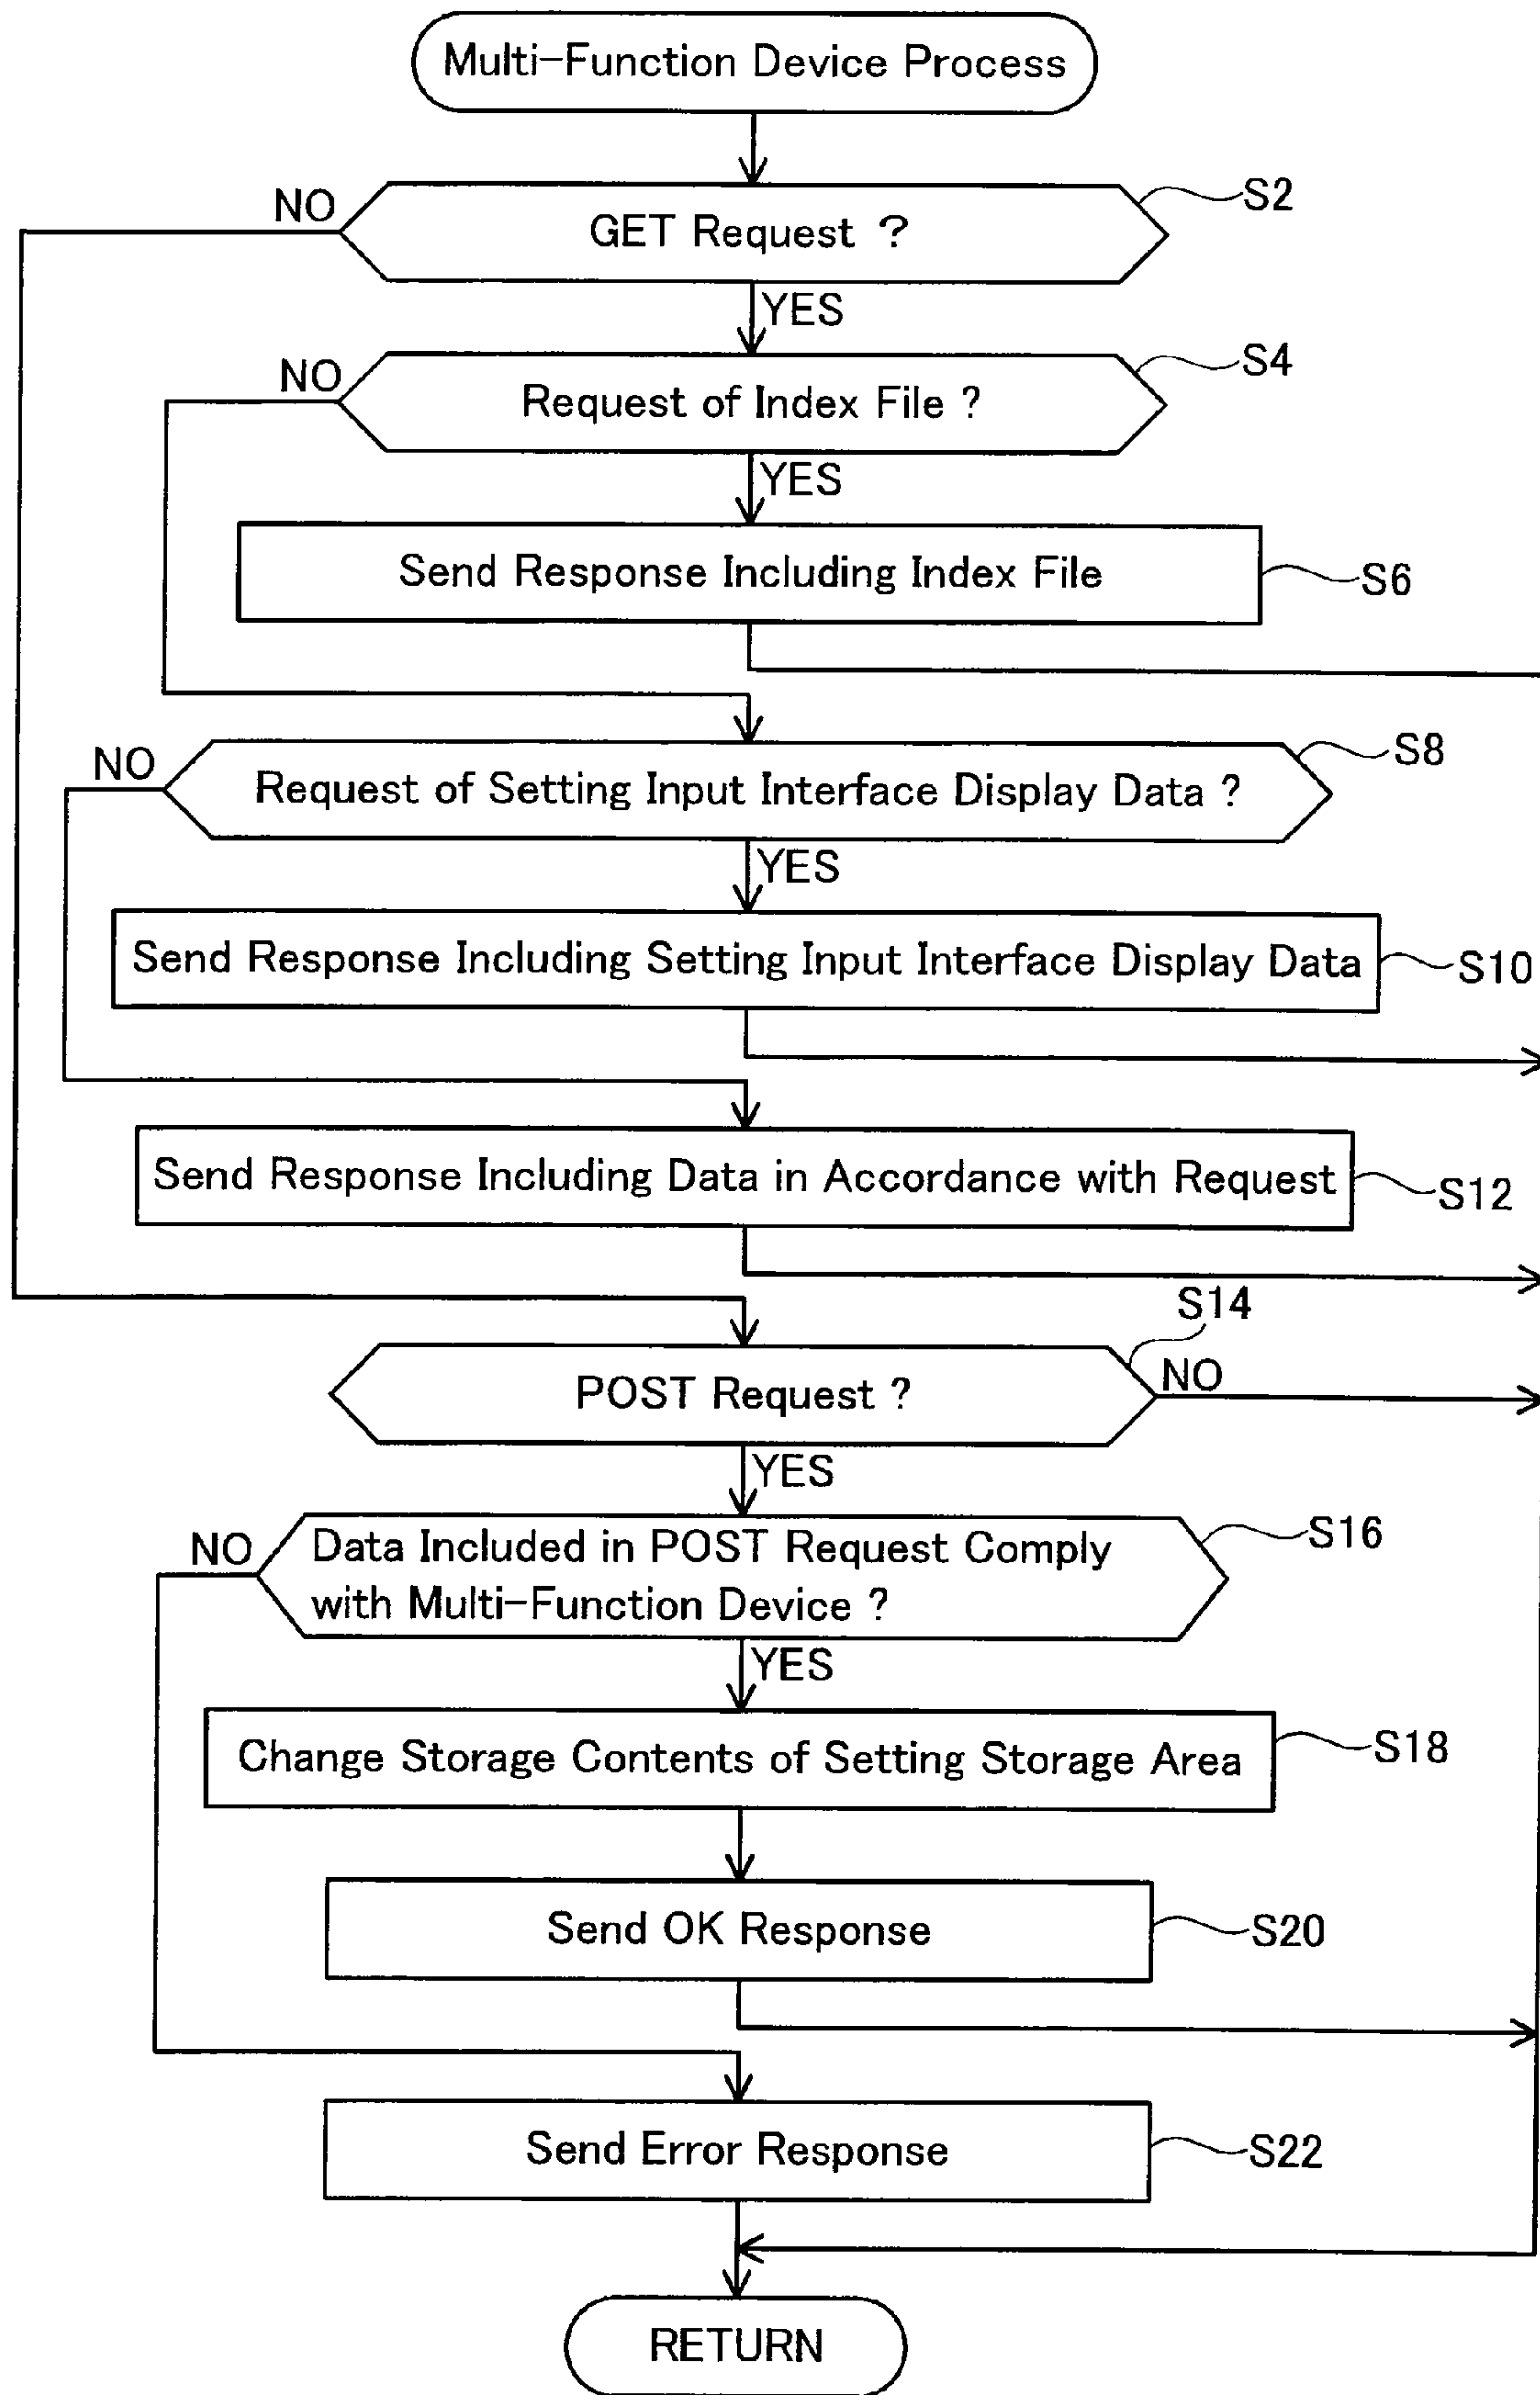 Multi-Function Device Process
S2
NO
GET Request ?
YES
S4
NO
Request of Index File ?
YES
Send Response Including Index File
S6
S8
NO
Request of Setting Input Interface Display Data ?
YES
Send Response Including Setting Input Interface Display Data
S10
Send Response Including Data in Accordance with Request
S12
S14
NO
POST Request ?
YES
S16
NO
Data Included in POST Request Comply
with Multi-Function Device ?
YES
Change Storage Contents of Setting Storage Area
S18
Send OK Response
S20
Send Error Response
S22
RETURN